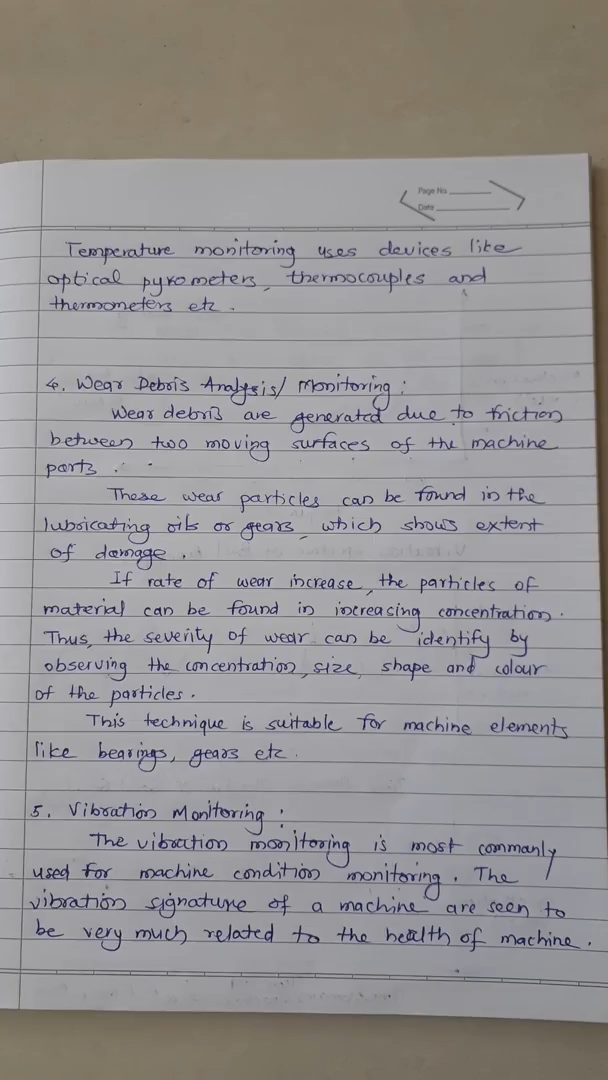 Page No
Date
Temperature monitoring uses devices like
optical pyrometers, thermocouples and
thermometers etc.
4. Wear Debris Analysis/ Monitoring:
Wear debris are generated due to friction
between two moving surfaces of the machine
parts.
These wear particles can be found in the
lubricating oils or gears, which shows extent
of damage.
If rate of wear increase, the particles of
material can be found in increasing concentration.
Thus, the severity of wear can be identify by
observing the concentration, size, shape and colour
of the particles.
This technique is suitable for machine elements
like bearings, gears etc.
5. Vibration Monitoring:
The vibration monitoring is most commonly
used for machine condition monitoring. The
vibration signature of a machine are seen to
be very much related to the health of machine.